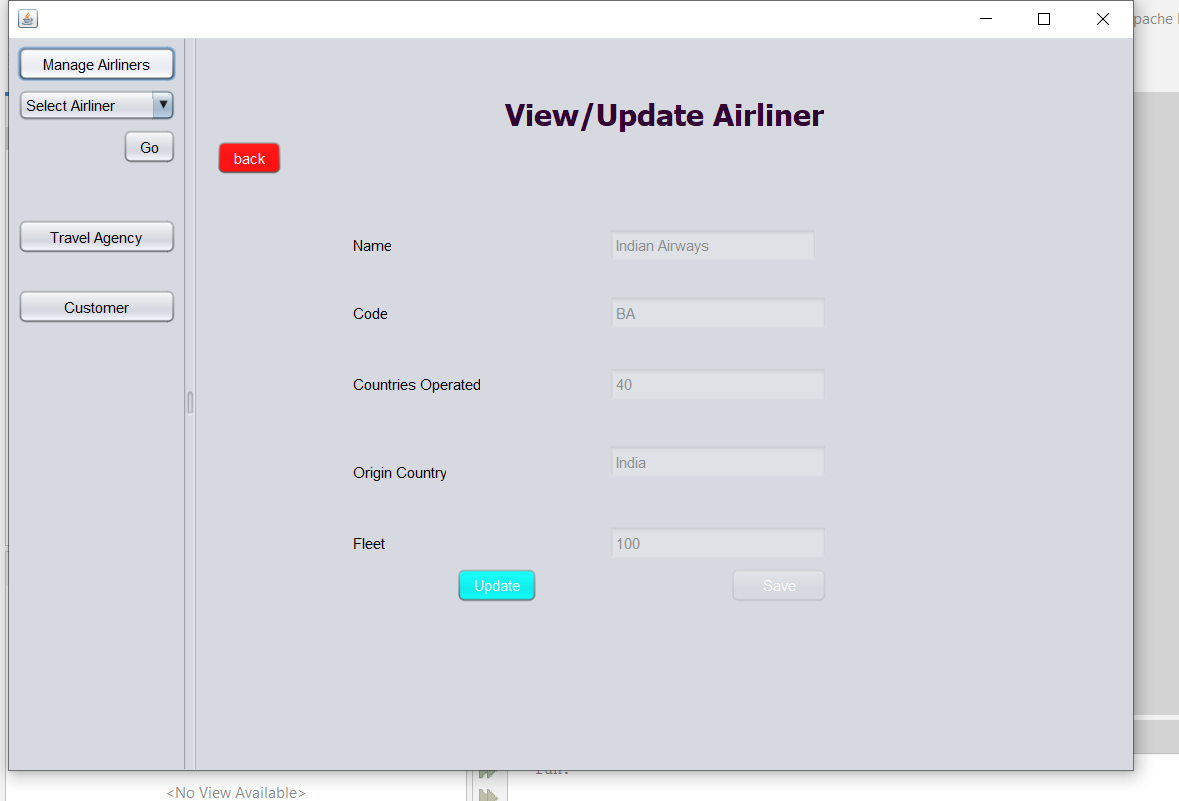 pache
Manage Airliners
Select Airliner
Go
Travel Agency
Customer
View/Update Airliner
back
Name
Indian Airways
Code
BA
Countries Operated
40
Origin Country
India
Fleet
100
Update
Save
<No View Available>